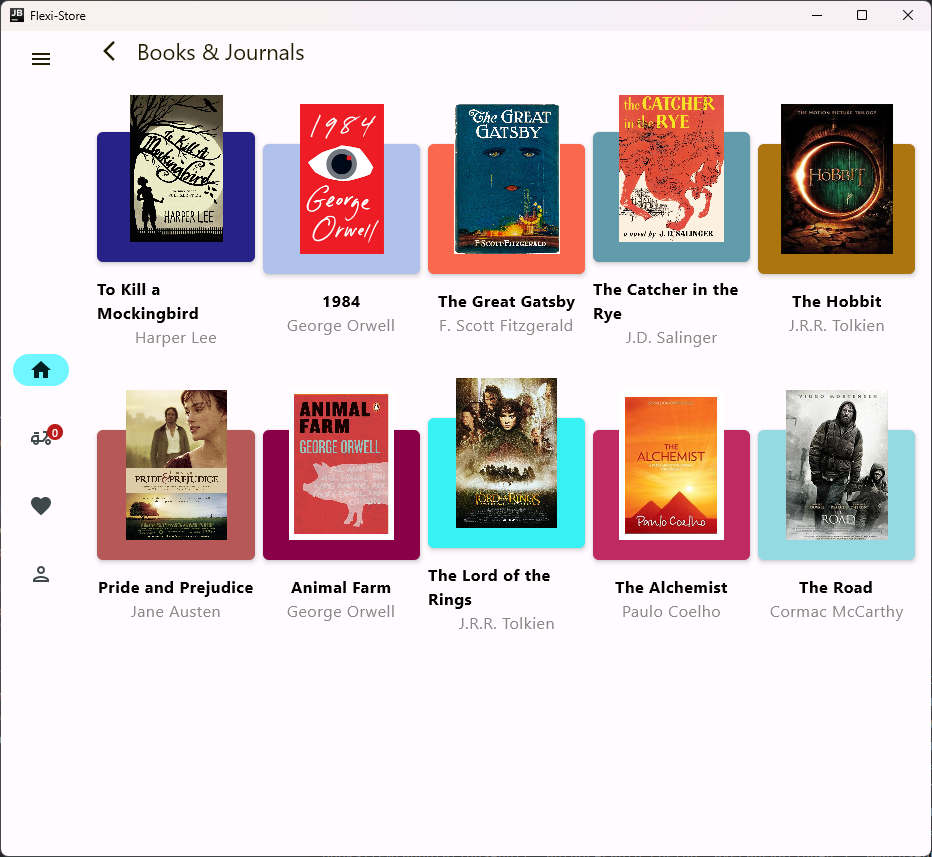 JB Flexi-Store
Books & Journals
To Kill A
Mockingbird
HARPER LEE
1984
George
Orwell
The GREAT
GATSBY
F. SCOTT FITZGERALD
the CATCHER
in the RYE
a novel by J. D. SALINGER
THE MOTION PICTURE TRILOGY
THE
HOBBIT
To Kill a
Mockingbird
Harper Lee
1984
George Orwell
The Great Gatsby
F. Scott Fitzgerald
The Catcher in the
Rye
J.D. Salinger
The Hobbit
J.R.R. Tolkien
0
PRIDE & PREJUDICE
ANIMAL
FARM
GEORGE ORWELL
THE
LORD OF THE RINGS
THE
ALCHEMIST
Paulo Coelho
VIGGO MORTENSEN
THE
ROAD
Pride and Prejudice
Jane Austen
Animal Farm
George Orwell
The Lord of the
Rings
J.R.R. Tolkien
The Alchemist
Paulo Coelho
The Road
Cormac McCarthy